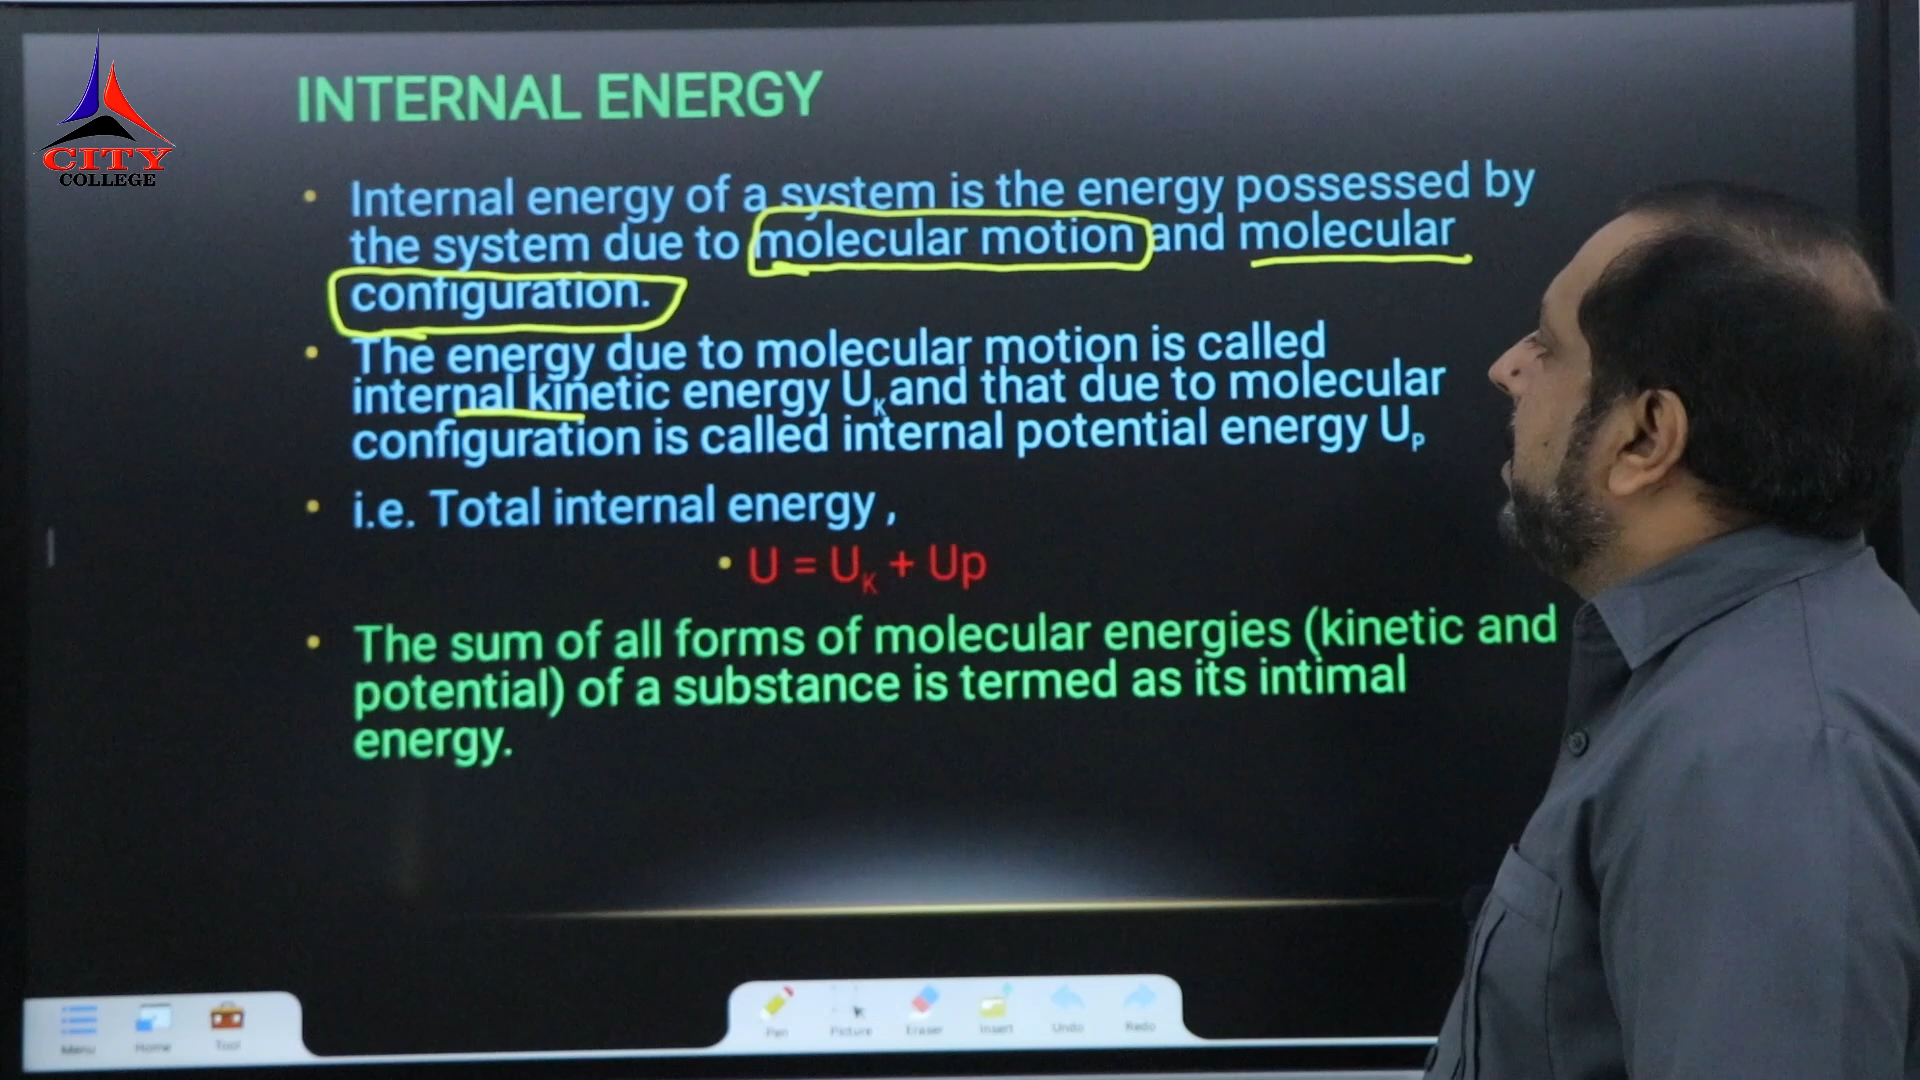 CITY
COLLEGE
INTERNAL ENERGY
• Internal energy of a system is the energy possessed by
the system due to molecular motion and molecular
configuration.
• The energy due to molecular motion is called
internal kinetic energy UK and that due to molecular
configuration is called internal potential energy UP
• i.e. Total internal energy ,
• U = UK + Up
• The sum of all forms of molecular energies (kinetic and
potential) of a substance is termed as its intimal
energy.
Menu Home Tool
Pen Picture Eraser Insert Undo Redo